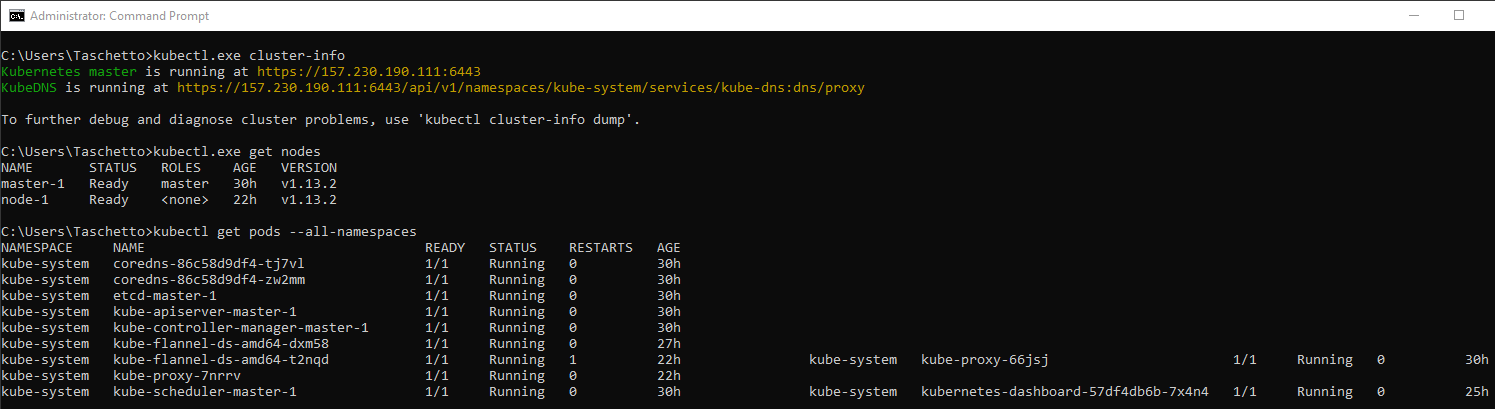 Administrator: Command Prompt
C:\Users\Taschetto>kubectl.exe cluster-info
Kubernetes master is running at https://157.230.190.111:6443
KubeDNS is running at https://157.230.190.111:6443/api/v1/namespaces/kube-system/services/kube-dns:dns/proxy
To further debug and diagnose cluster problems, use 'kubectl cluster-info dump'.
C:\Users\Taschetto>kubectl.exe get nodes
NAME       STATUS   ROLES    AGE   VERSION
master-1   Ready    master   30h   v1.13.2
node-1     Ready    <none>   22h   v1.13.2
C:\Users\Taschetto>kubectl get pods --all-namespaces
NAMESPACE     NAME                                   READY   STATUS    RESTARTS   AGE
kube-system   coredns-86c58d9df4-tj7vl               1/1     Running   0          30h
kube-system   coredns-86c58d9df4-zw2mm               1/1     Running   0          30h
kube-system   etcd-master-1                          1/1     Running   0          30h
kube-system   kube-apiserver-master-1                1/1     Running   0          30h
kube-system   kube-controller-manager-master-1       1/1     Running   0          30h
kube-system   kube-flannel-ds-amd64-dxm58            1/1     Running   0          27h
kube-system   kube-flannel-ds-amd64-t2nqd            1/1     Running   1          22h                kube-system   kube-proxy-66jsj                       1/1     Running   0          30h
kube-system   kube-proxy-7nrrv                       1/1     Running   0          22h
kube-system   kube-scheduler-master-1                1/1     Running   0          30h                kube-system   kubernetes-dashboard-57df4db6b-7x4n4   1/1     Running   0          25h